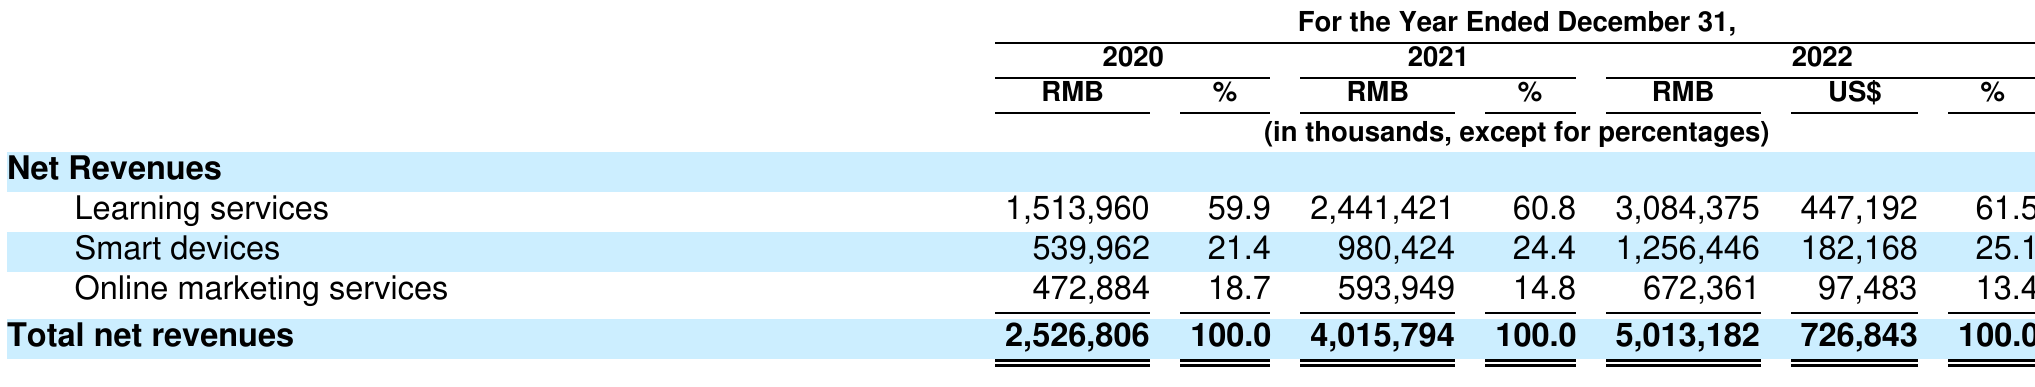 For the Year Ended December 31,
2020 2021 2022
RMB % RMB % RMB US$ %
(in thousands, except for percentages)
Net Revenues
Learning services 1,513,960 59.9 2,441,421 60.8 3,084,375 447,192 61.5
Smart devices 539,962 21.4 980,424 24.4 1,256,446 182,168 25.1
Online marketing services 472,884 18.7 593,949 14.8 672,361 97,483 13.4
Total net revenues 2,526,806 100.0 4,015,794 100.0 5,013,182 726,843 100.0